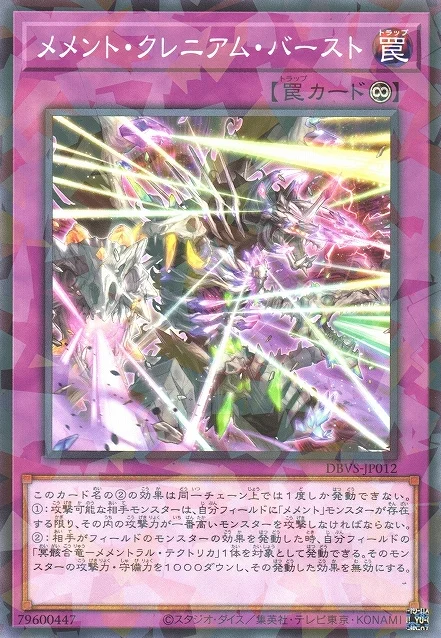 メメント・クレニアム・バースト
トラップ
罠
【罠カード】
トラップ
DBVS-JP012
このカード名の②の効果は同一チェーン上では1度しか発動できない。
①：攻撃可能な相手モンスターは、自分フィールドに「メメント」モンスターが存在
する限り、その内の攻撃力が一番高いモンスターを攻撃しなければならない。
②：相手がフィールドのモンスターの効果を発動した時、自分フィールドの
「冥骸合竜－メメントラル・テクトリカ」1体を対象として発動できる。そのモン
スターの攻撃力・守備力を1000ダウンし、その発動した効果を無効にする。
79600447
©スタジオ・ダイス／集英社・テレビ東京・KONAMI